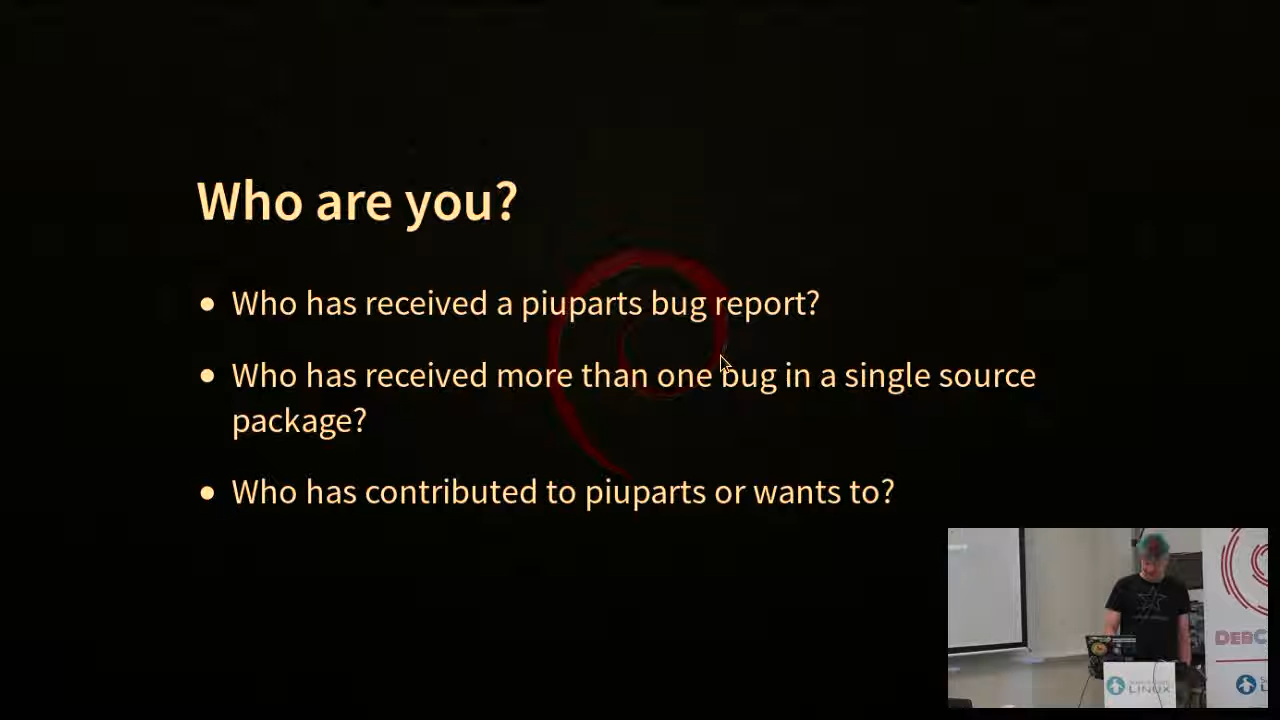 Who are you?
Who has received a piuparts bug report?
Who has received more than one bug in a single source
package?
Who has contributed to piuparts or wants to?
LINUX